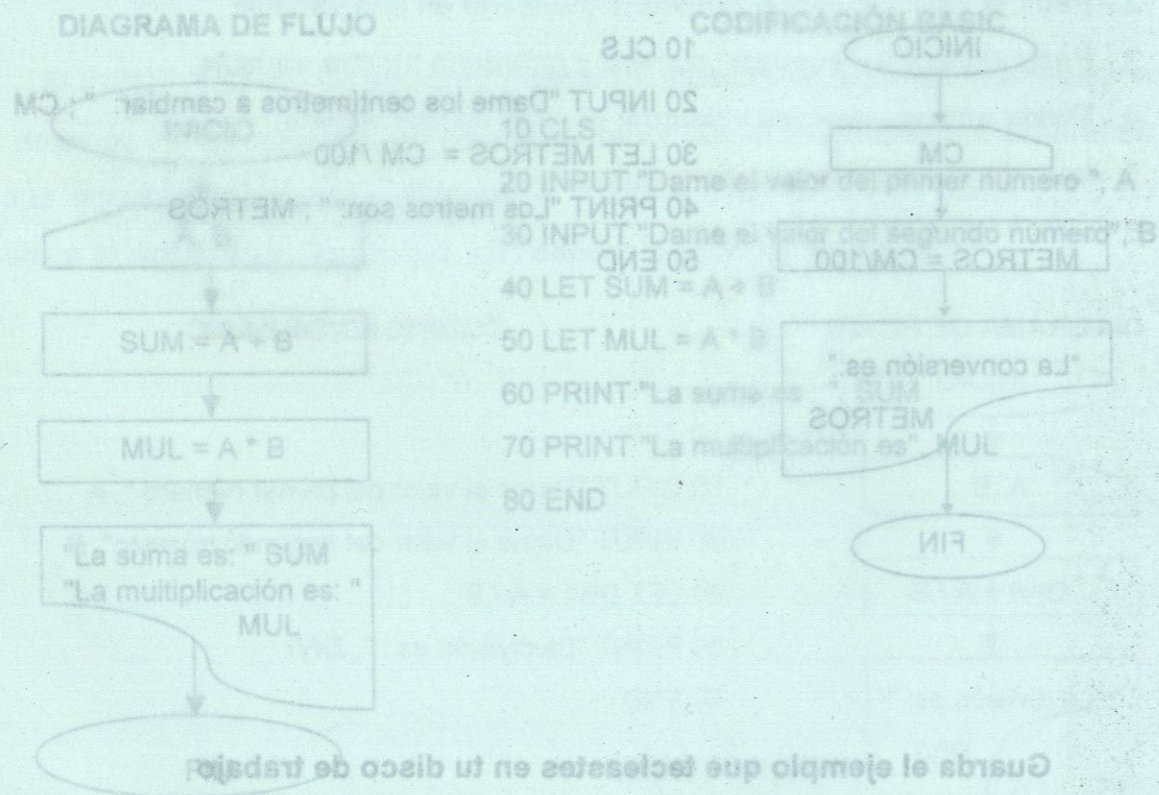 DIAGRAMA DE FLUJO
INICIO
A, B
SUM = A + B
MUL = A * B
"La suma es: " SUM
"La multiplicación es: "
MUL
CODIFICACIÓN BASIC
10 CLS
20 INPUT "Dame el valor del primer número ", A
30 INPUT "Dame el valor del segundo número", B
40 LET SUM = A + B
50 LET MUL = A * B
60 PRINT "La suma es : ", SUM
70 PRINT "La multiplicación es", MUL
80 END
10 CLS
20 INPUT "Dame los centímetros a cambiar: " ; CM
30 LET METROS = CM /100
40 PRINT "Los metros son: " ; METROS
50 END
INICIO
CM
METROS = CM/100
"La conversión es:"
METROS
FIN
Guarda el ejemplo que tecleastes en tu disco de trabajo